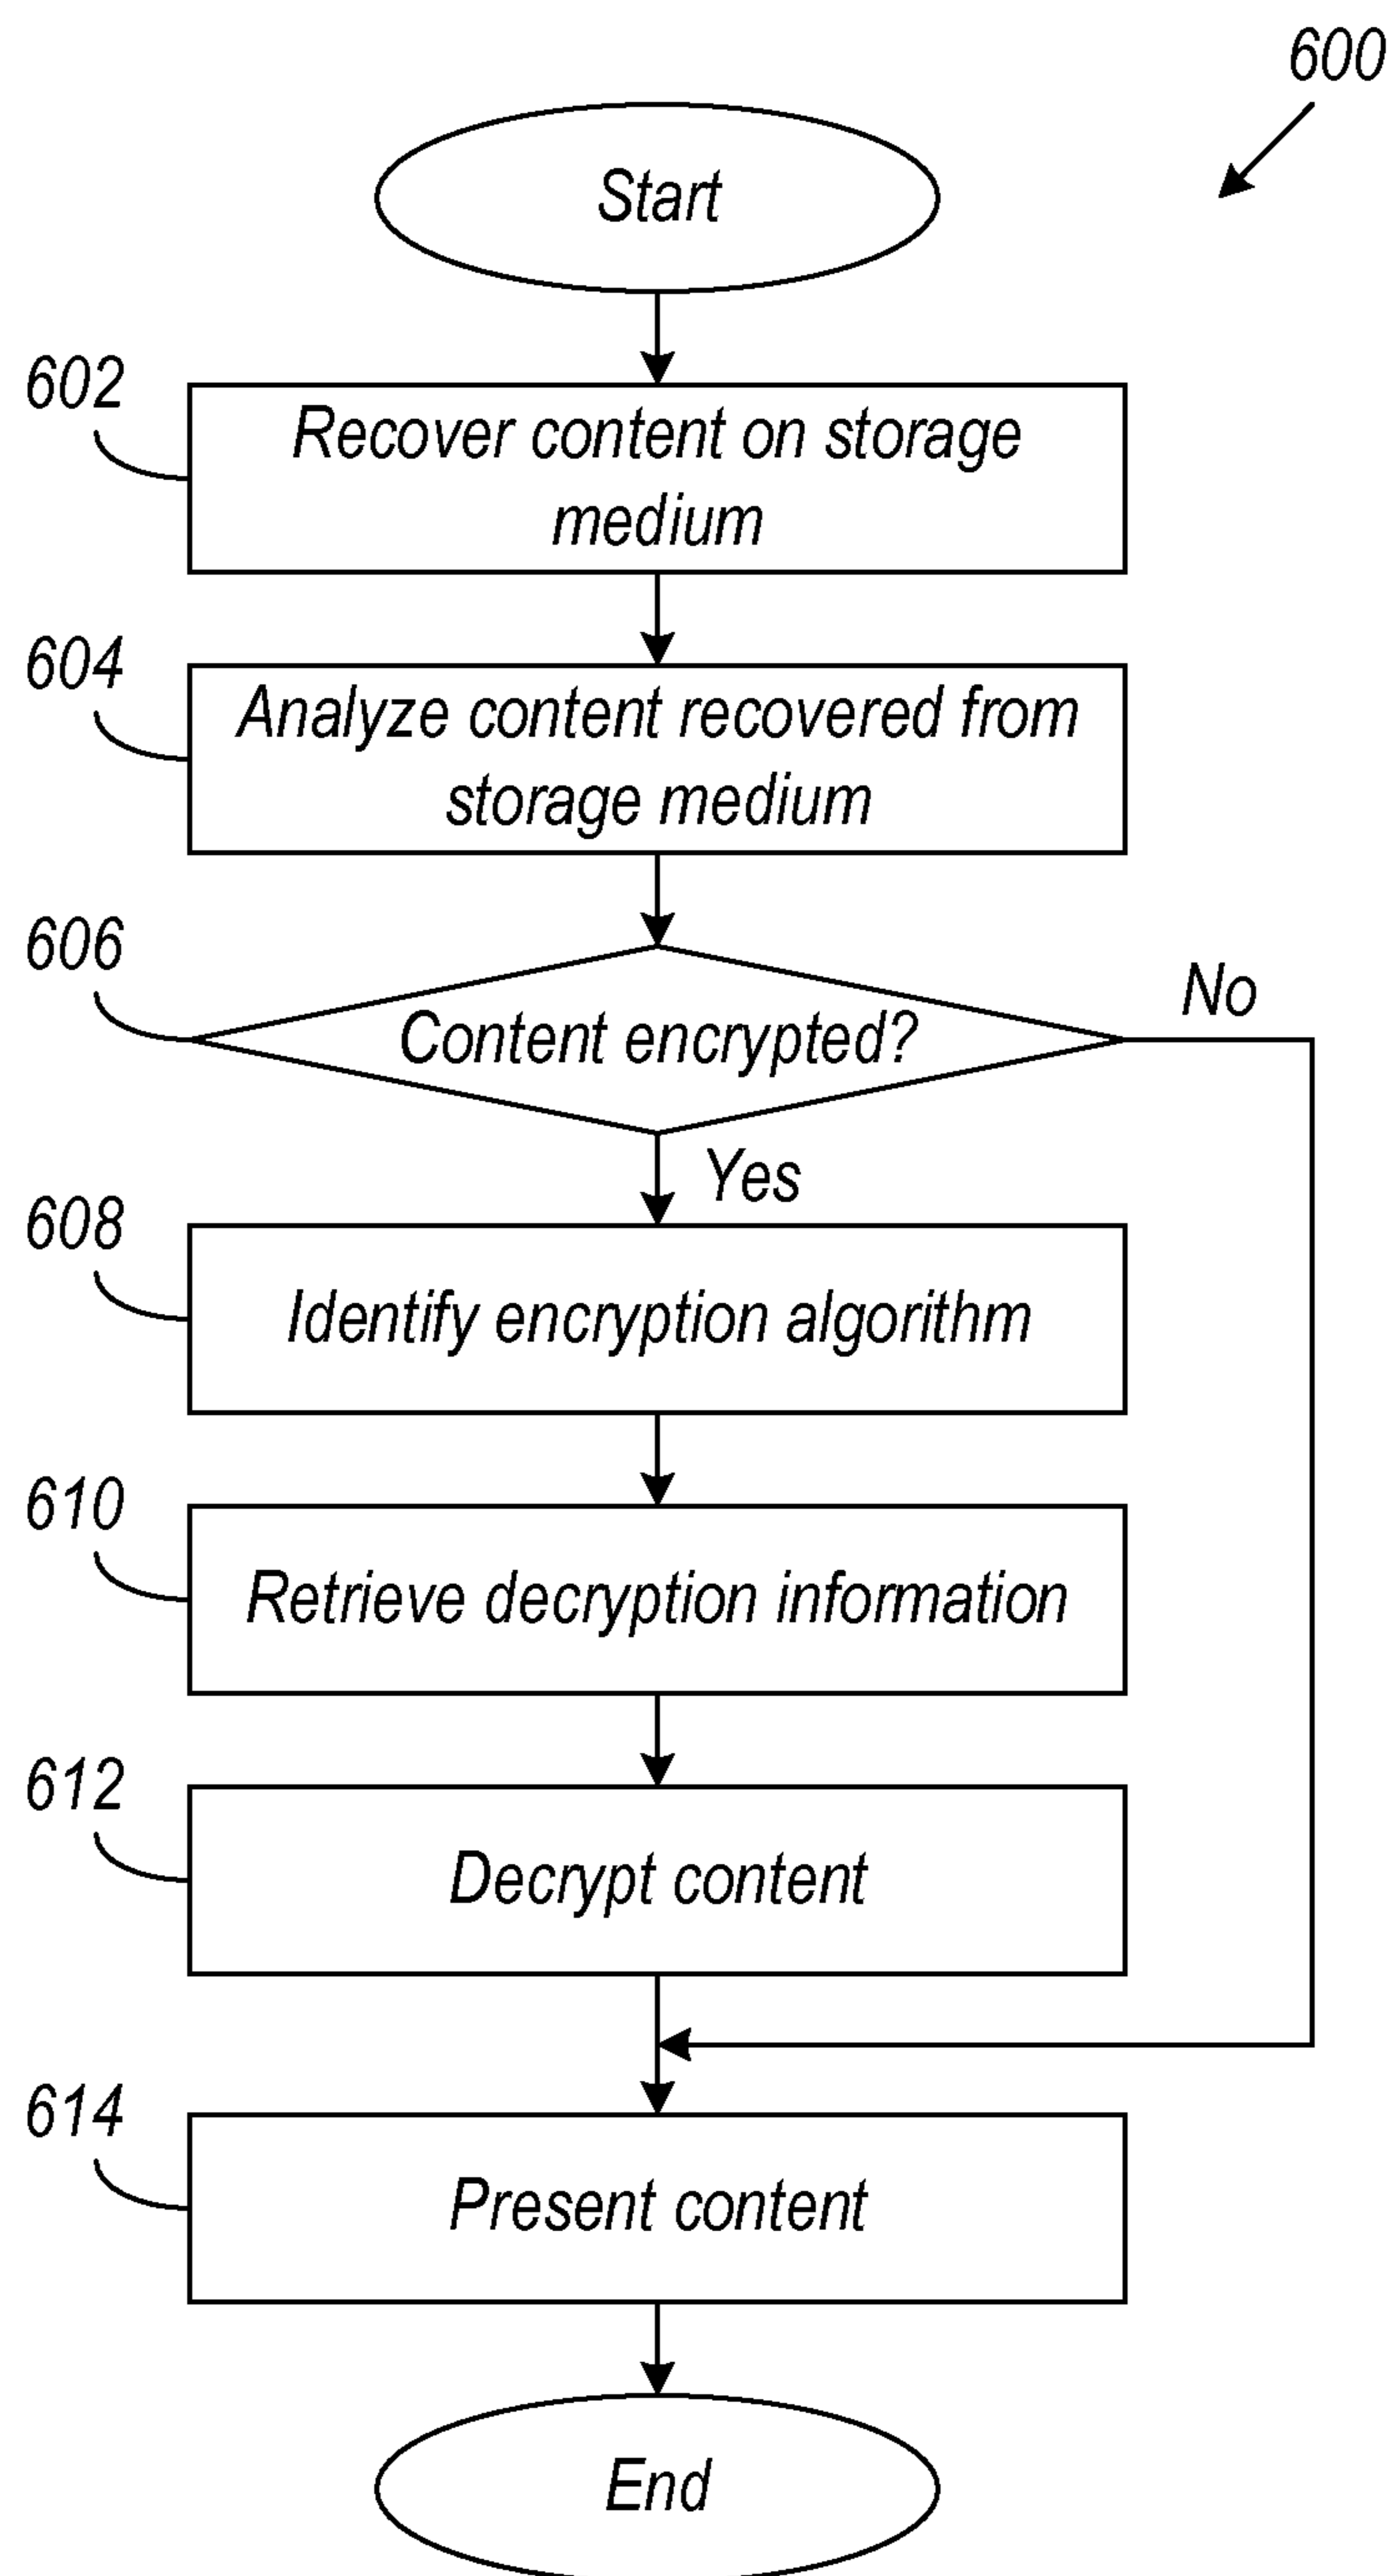 600
Start
602
Recover content on storage
medium
604
Analyze content recovered from
storage medium
606
Content encrypted?
No
Yes
608
Identify encryption algorithm
610
Retrieve decryption information
612
Decrypt content
614
Present content
End